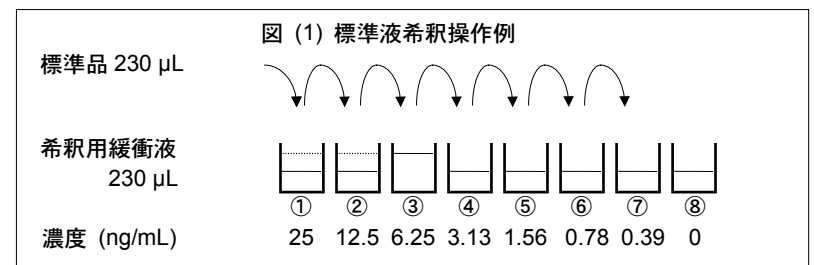 図 (1) 標準液希釈操作例
標準品 230 µL
希釈用緩衝液
230 µL
① ② ③ ④ ⑤ ⑥ ⑦ ⑧
濃度 (ng/mL) 25 12.5 6.25 3.13 1.56 0.78 0.39 0